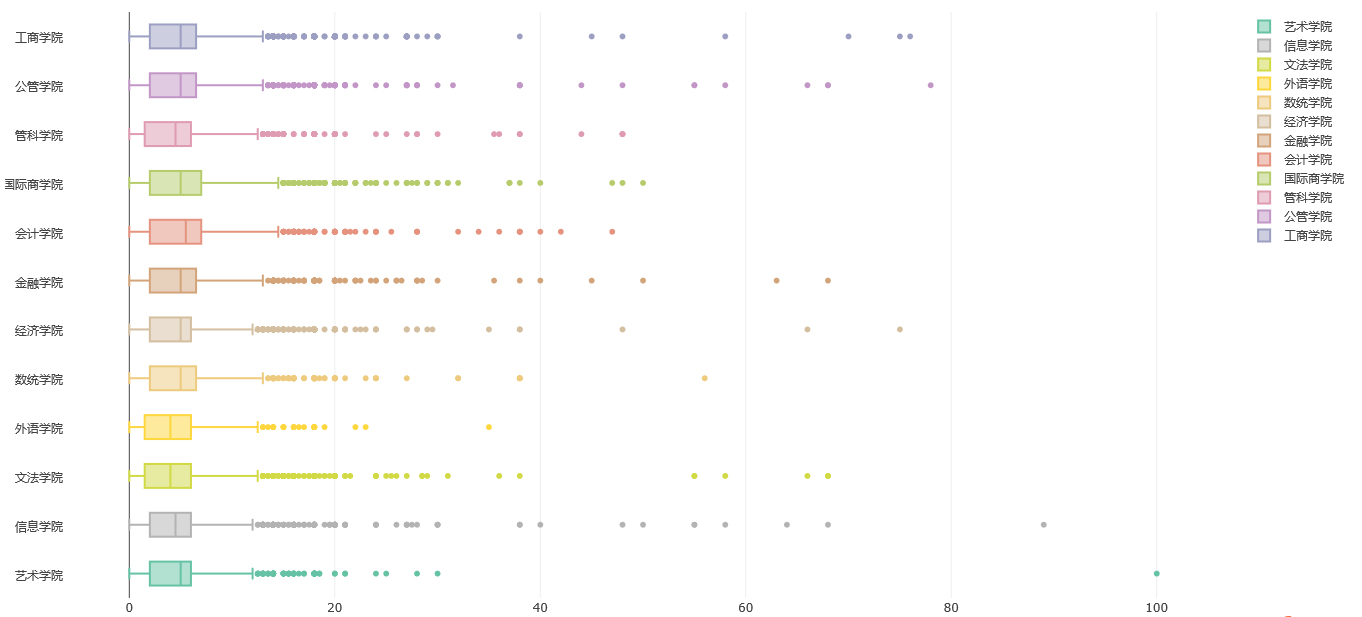 工商学院
公管学院
管科学院
国际商学院
会计学院
金融学院
经济学院
数统学院
外语学院
文法学院
信息学院
艺术学院
0 20 40 60 80 100
艺术学院
信息学院
文法学院
外语学院
数统学院
经济学院
金融学院
会计学院
国际商学院
管科学院
公管学院
工商学院